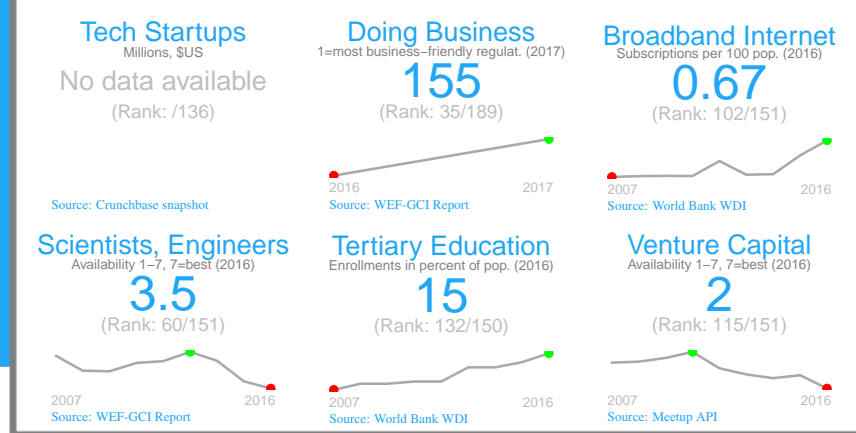 Tech Startups
Millions, $US
No data available
(Rank: /136)
Source: Crunchbase snapshot
Doing Business
1=most business−friendly regulat. (2017)
155
(Rank: 35/189)
2016 2017
Source: WEF-GCI Report
Broadband Internet
Subscriptions per 100 pop. (2016)
0.67
(Rank: 102/151)
2007 2016
Source: World Bank WDI
Scientists, Engineers
Availability 1−7, 7=best (2016)
3.5
(Rank: 60/151)
2007 2016
Source: WEF-GCI Report
Tertiary Education
Enrollments in percent of pop. (2016)
15
(Rank: 132/150)
2007 2016
Source: World Bank WDI
Venture Capital
Availability 1−7, 7=best (2016)
2
(Rank: 115/151)
2007 2016
Source: Meetup API